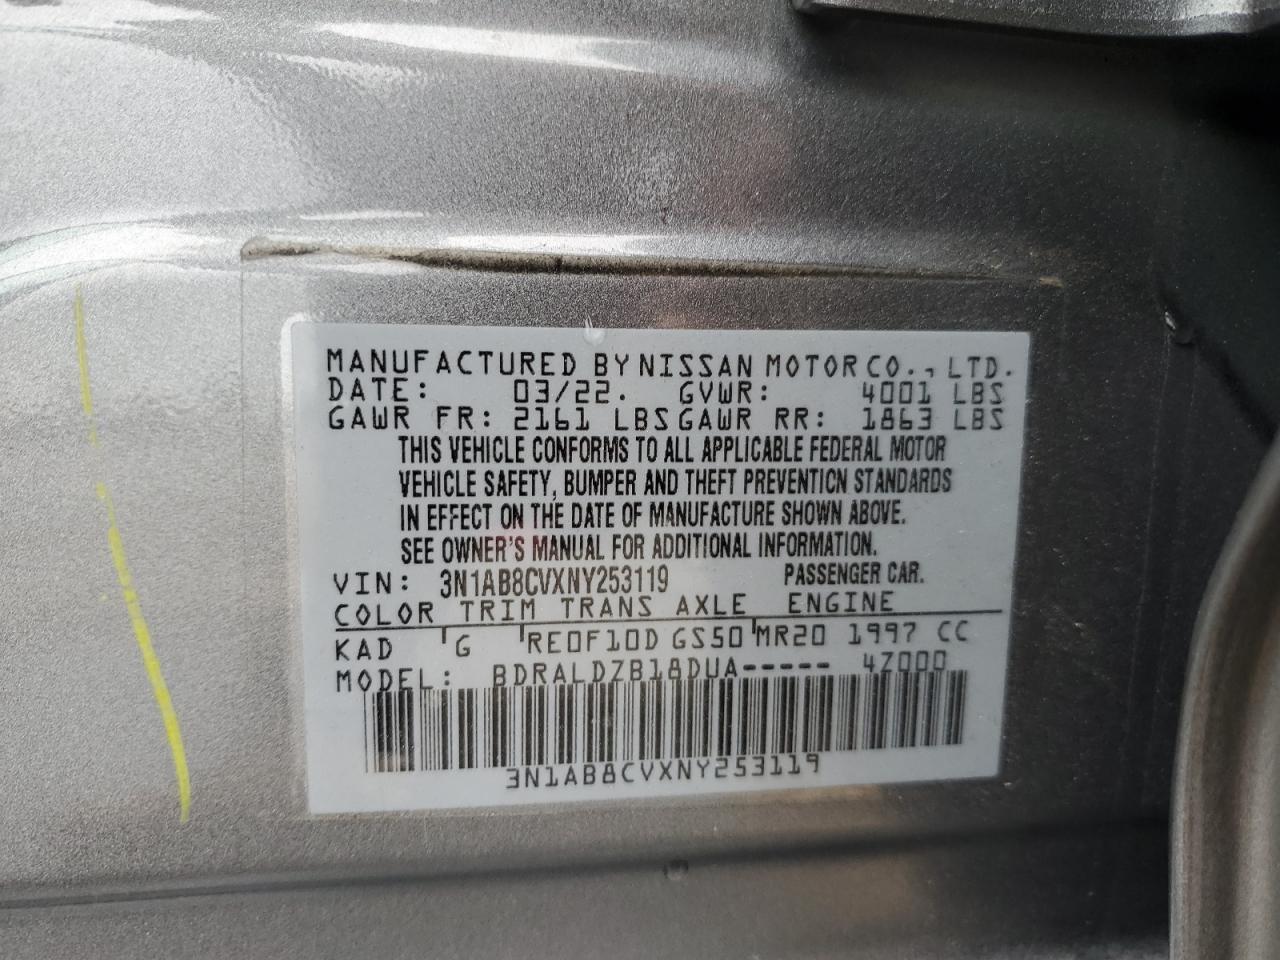 MANUFACTURED BY NISSAN MOTOR CO., LTD.
DATE: 03/22. GVWR: 4001 LBS
GAWR FR: 2161 LBS GAWR RR: 1863 LBS
THIS VEHICLE CONFORMS TO ALL APPLICABLE FEDERAL MOTOR
VEHICLE SAFETY, BUMPER AND THEFT PREVENTION STANDARDS
IN EFFECT ON THE DATE OF MANUFACTURE SHOWN ABOVE.
SEE OWNER'S MANUAL FOR ADDITIONAL INFORMATION.
VIN: 3N1AB8CVXNY253119 PASSENGER CAR.
COLOR TRIM TRANS AXLE ENGINE
KAD G RE0F10D GS50 MR20 1997 CC
MODEL: BDRALDZB18DUA----- 4Z000
3N1AB8CVXNY253119